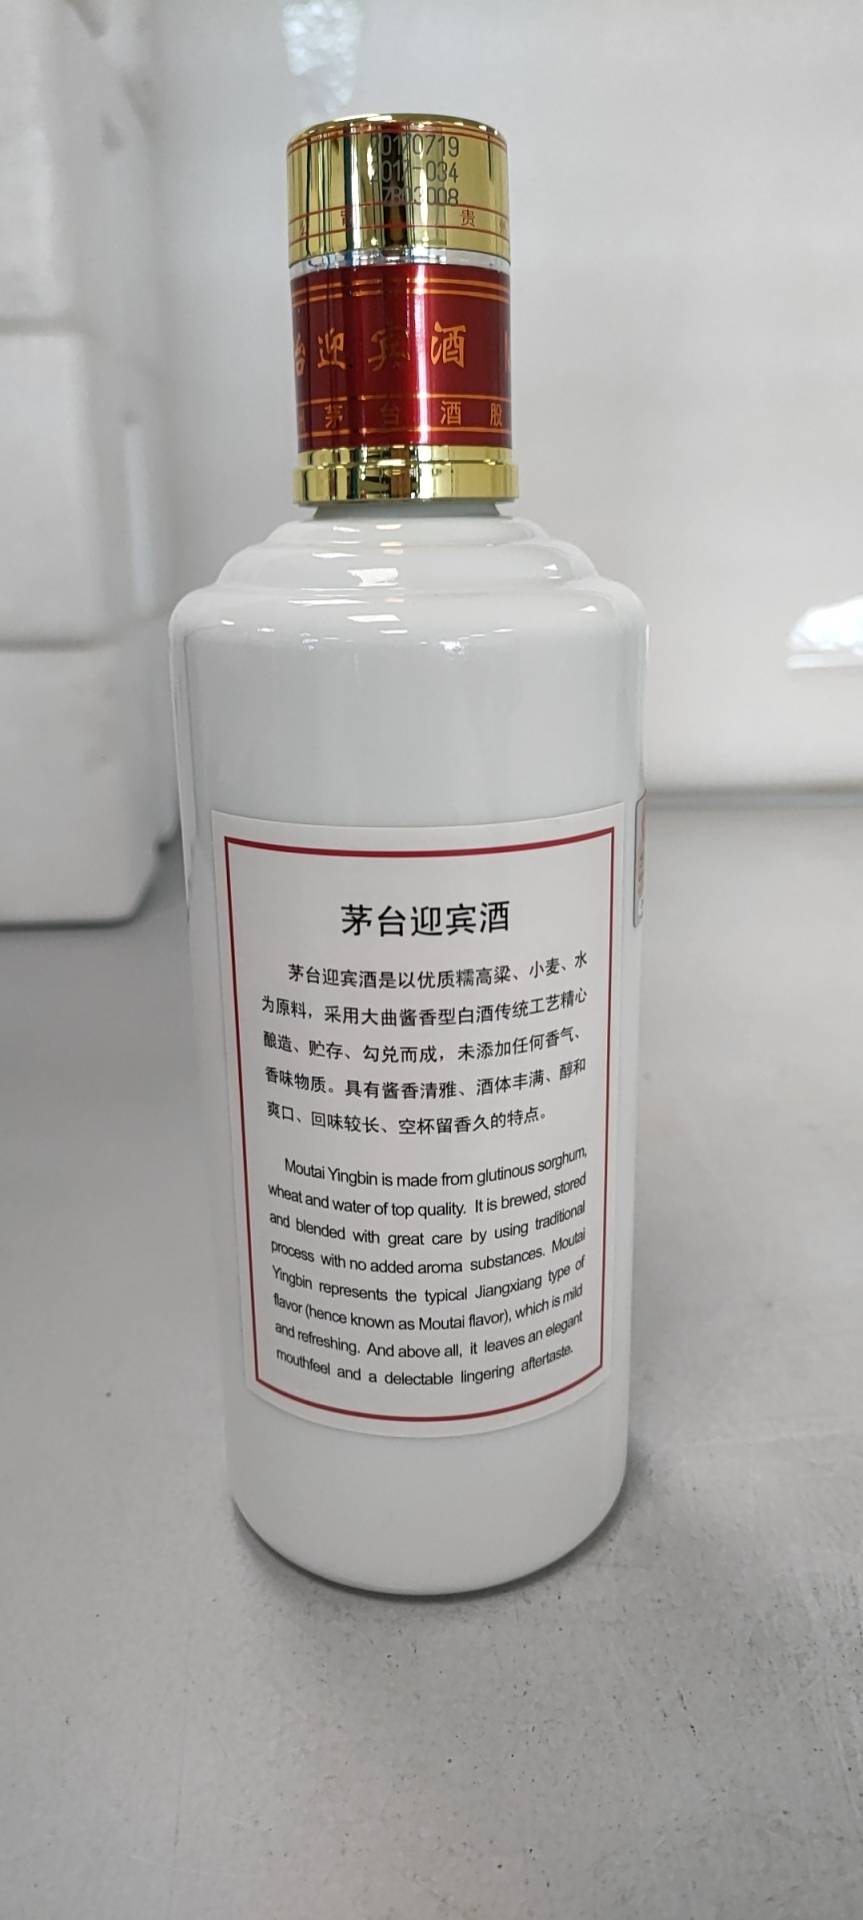 20170719
2017-034
7803008
公司 贵州
台迎宾酒
州茅台酒股
茅台迎宾酒
茅台迎宾酒是以优质糯高粱、小麦、水
为原料，采用大曲酱香型白酒传统工艺精心
酿造、贮存、勾兑而成，未添加任何香气、
香味物质。具有酱香清雅、酒体丰满、醇和
爽口、回味较长、空杯留香久的特点。
Moutai Yingbin is made from glutinous sorghum,
wheat and water of top quality. It is brewed, stored
and blended with great care by using traditional
process with no added aroma substances. Moutai
Yingbin represents the typical Jiangxiang type of
flavor (hence known as Moutai flavor), which is mild
and refreshing. And above all, it leaves an elegant
mouthfeel and a delectable lingering aftertaste.